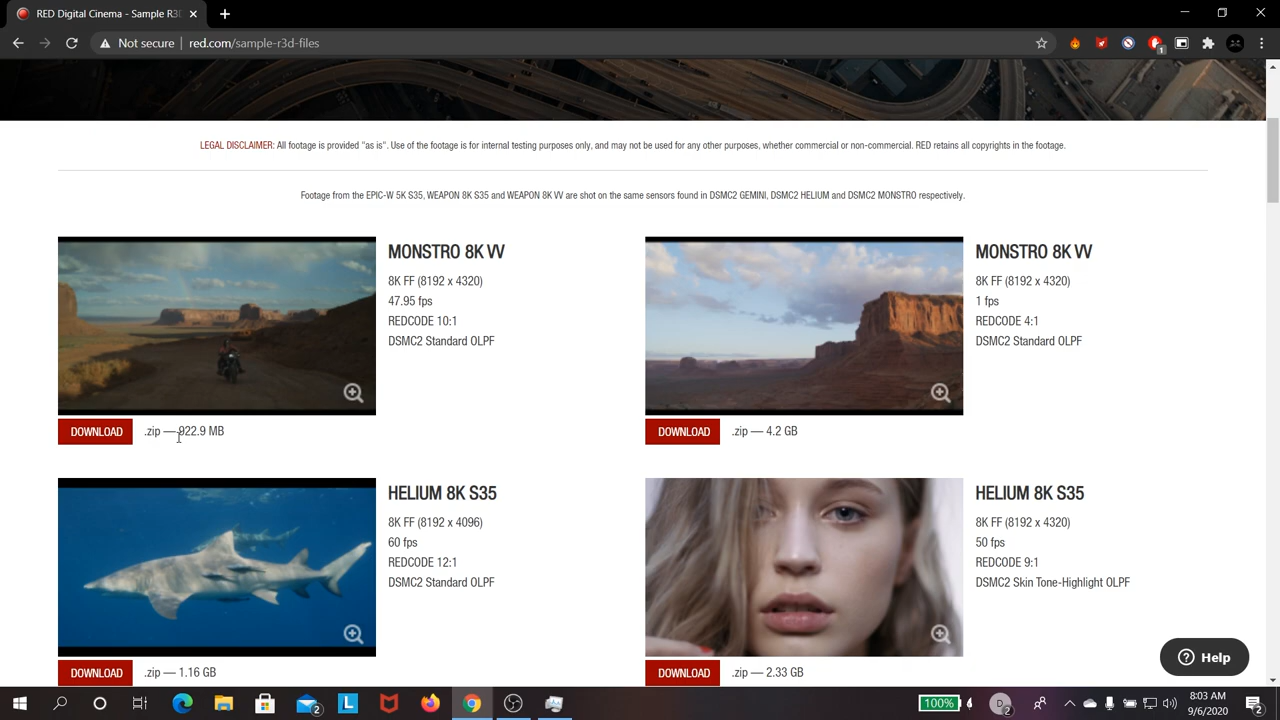 RED Digital Cinema - Sample R3D
Not secure
red.com/sample-r3d-files
1
LEGAL DISCLAIMER: All footage is provided "as is". Use of the footage is for internal testing purposes only, and may not be used for any other purposes, whether commercial or non-commercial. RED retains all copyrights in the footage.
Footage from the EPIC-W 5K S35, WEAPON 8K S35 and WEAPON 8K VV are shot on the same sensors found in DSMC2 GEMINI, DSMC2 HELIUM and DSMC2 MONSTRO respectively.
MONSTRO 8K VV
8K FF (8192 x 4320)
47.95 fps
REDCODE 10:1
DSMC2 Standard OLPF
DOWNLOAD .zip — 922.9 MB
MONSTRO 8K VV
8K FF (8192 x 4320)
1 fps
REDCODE 4:1
DSMC2 Standard OLPF
DOWNLOAD .zip — 4.2 GB
HELIUM 8K S35
8K FF (8192 x 4096)
60 fps
REDCODE 12:1
DSMC2 Standard OLPF
DOWNLOAD .zip — 1.16 GB
HELIUM 8K S35
8K FF (8192 x 4320)
50 fps
REDCODE 9:1
DSMC2 Skin Tone-Highlight OLPF
DOWNLOAD .zip — 2.33 GB
Help
2
L
100%
D
2
8:03 AM
9/6/2020
2